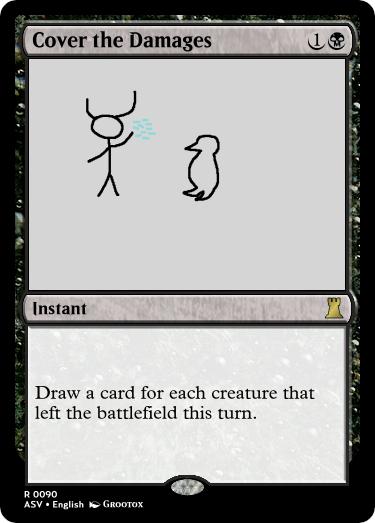 Cover the Damages 1
Instant
Draw a card for each creature that
left the battlefield this turn.
R 0090
ASV • English Grootox